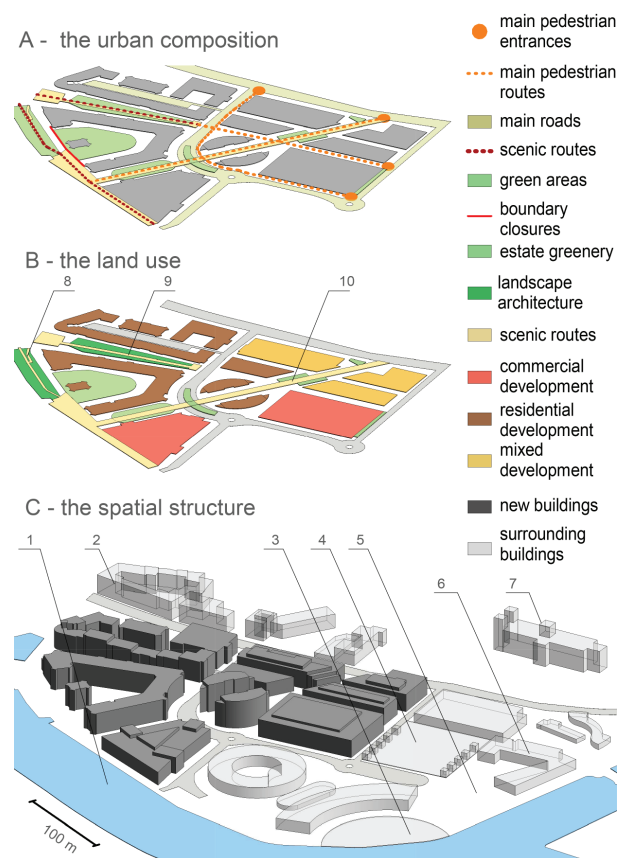 A - the urban composition
main pedestrian
entrances
main pedestrian
routes
main roads
scenic routes
green areas
boundary
closures
estate greenery
landscape
architecture
scenic routes
commercial
development
residential
development
mixed
development
new buildings
surrounding
buildings
B - the land use
8
9
10
C - the spatial structure
1
2
3
4
5
6
7
100 m